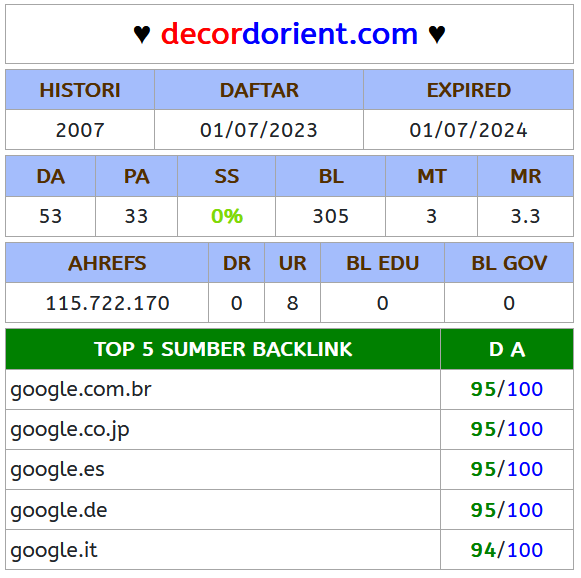 ♥ decordorient.com ♥
HISTORI DAFTAR EXPIRED
2007 01/07/2023 01/07/2024
DA PA SS BL MT MR
53 33 0% 305 3 3.3
AHREFS DR UR BL EDU BL GOV
115.722.170 0 8 0 0
TOP 5 SUMBER BACKLINK D A
google.com.br 95/100
google.co.jp 95/100
google.es 95/100
google.de 95/100
google.it 94/100